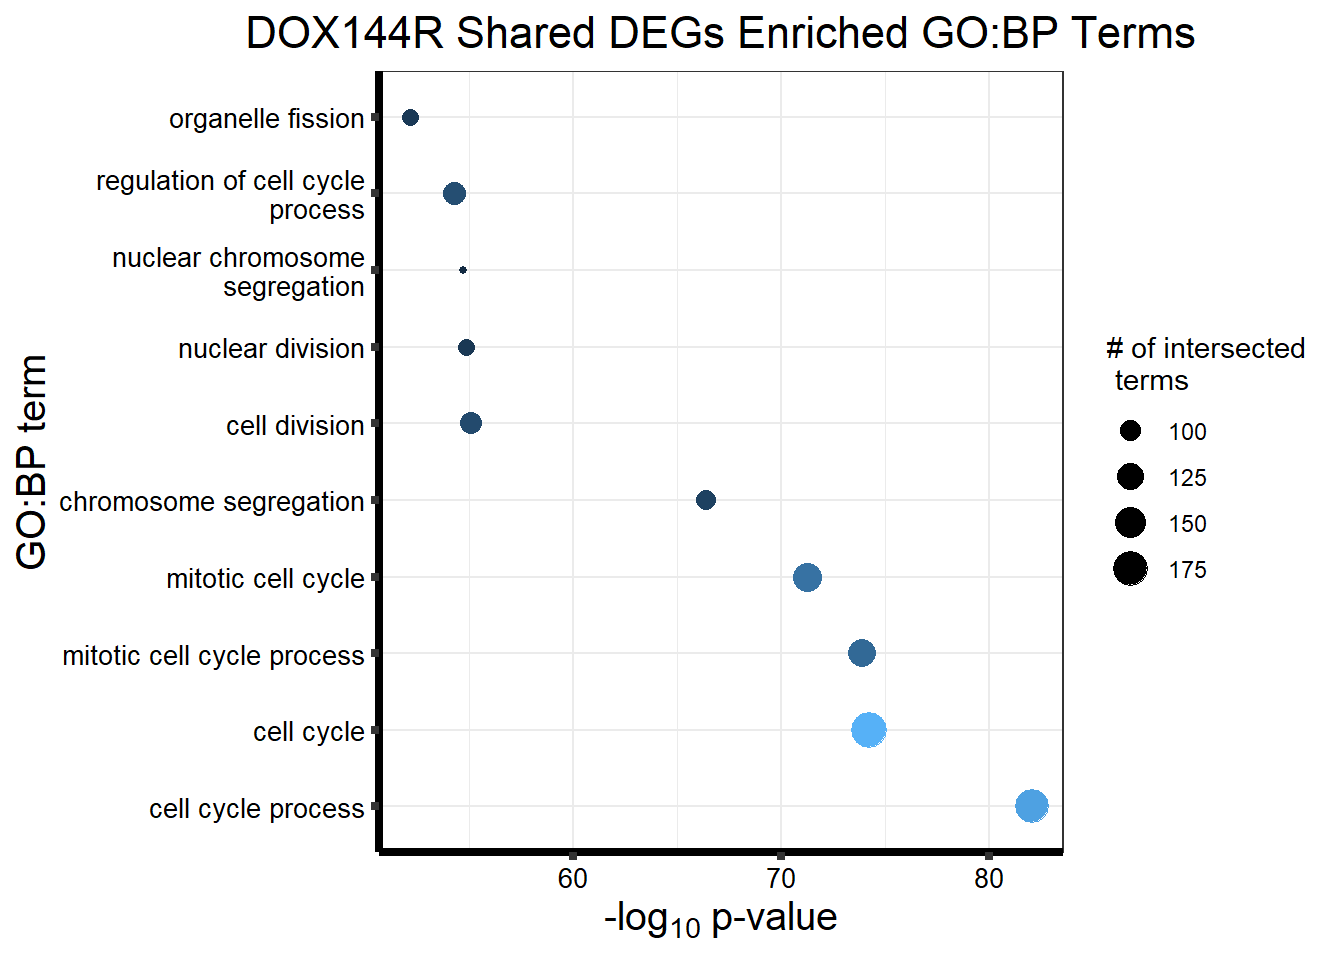 DOX144R Shared DEGs Enriched GO:BP Terms
organelle fission
regulation of cell cycle
process
nuclear chromosome
segregation
nuclear division
cell division
chromosome segregation
mitotic cell cycle
mitotic cell cycle process
cell cycle
cell cycle process
GO:BP term
60
70
80
-log10 p-value
# of intersected
terms
100
125
150
175